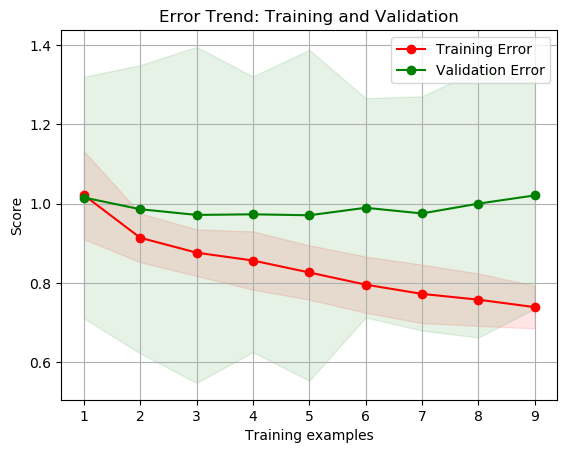 Error Trend: Training and Validation
Training Error
Validation Error
Score
1.4
1.2
1.0
0.8
0.6
1 2 3 4 5 6 7 8 9
Training examples